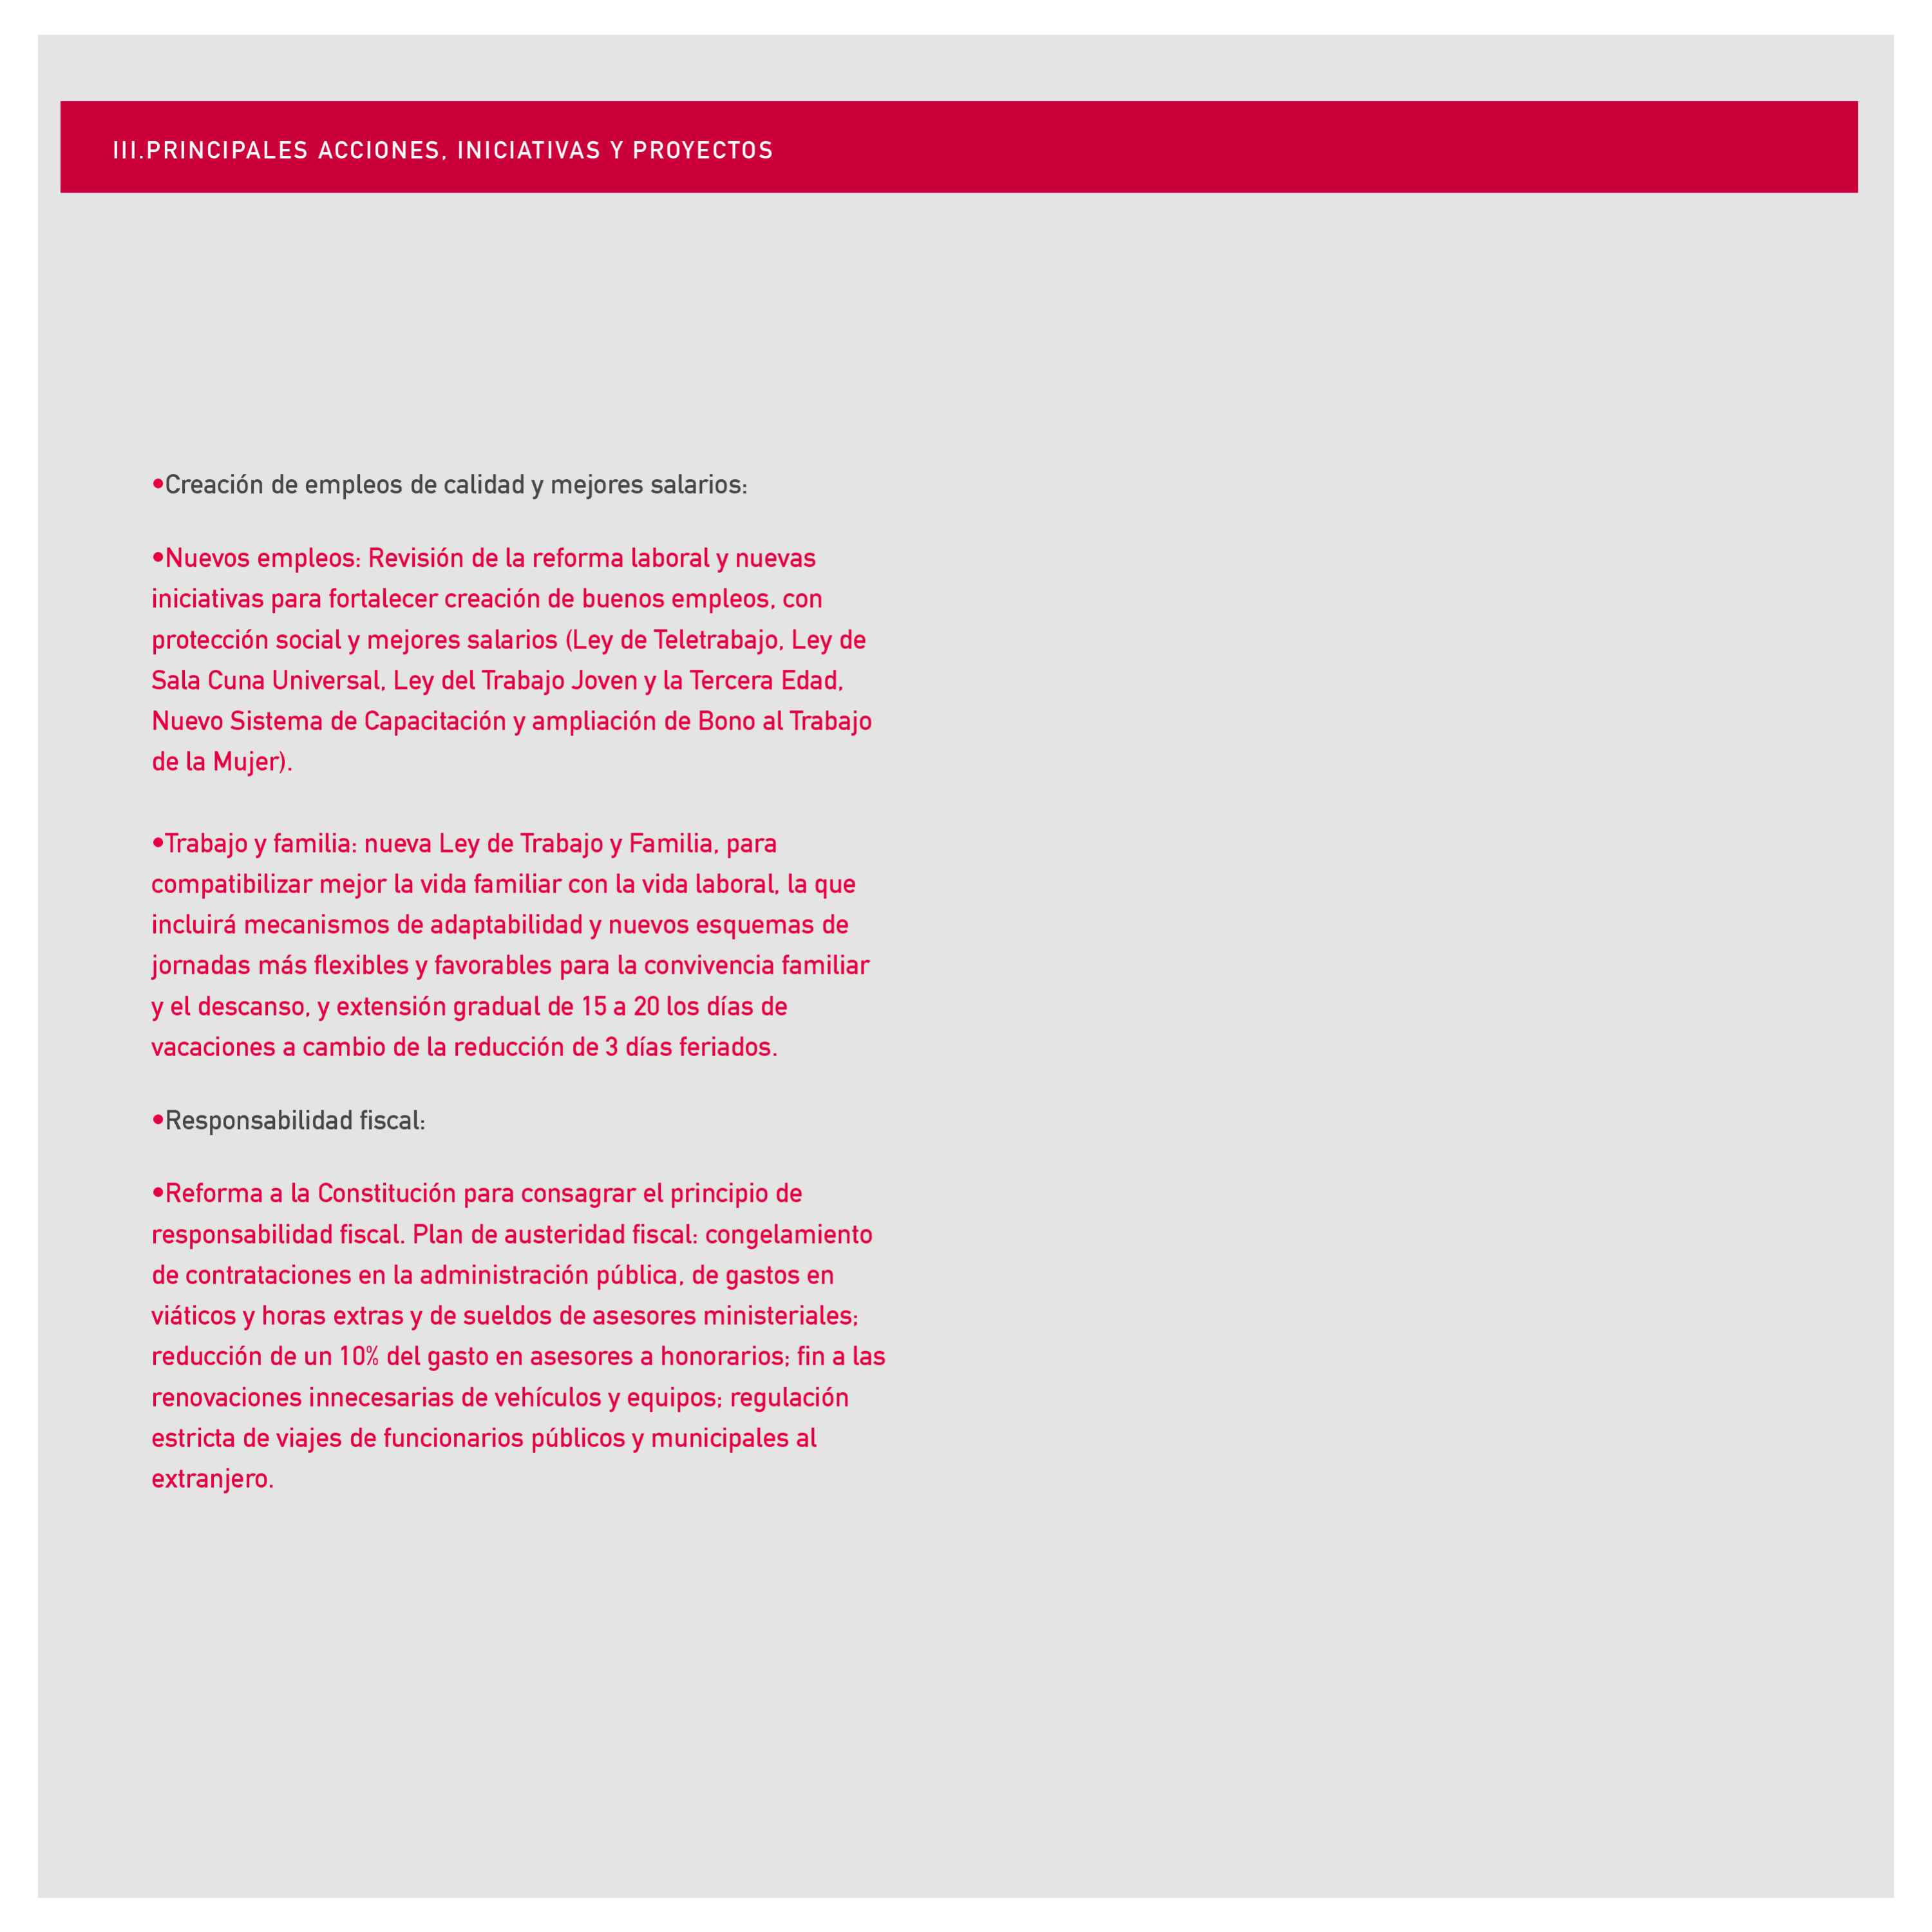 III.PRINCIPALES ACCIONES, INICIATIVAS Y PROYECTOS
•Creación de empleos de calidad y mejores salarios:
•Nuevos empleos: Revisión de la reforma laboral y nuevas
iniciativas para fortalecer creación de buenos empleos, con
protección social y mejores salarios (Ley de Teletrabajo, Ley de
Sala Cuna Universal, Ley del Trabajo Joven y la Tercera Edad,
Nuevo Sistema de Capacitación y ampliación de Bono al Trabajo
de la Mujer).
•Trabajo y familia: nueva Ley de Trabajo y Familia, para
compatibilizar mejor la vida familiar con la vida laboral, la que
incluirá mecanismos de adaptabilidad y nuevos esquemas de
jornadas más flexibles y favorables para la convivencia familiar
y el descanso, y extensión gradual de 15 a 20 los días de
vacaciones a cambio de la reducción de 3 días feriados.
•Responsabilidad fiscal:
•Reforma a la Constitución para consagrar el principio de
responsabilidad fiscal. Plan de austeridad fiscal: congelamiento
de contrataciones en la administración pública, de gastos en
viáticos y horas extras y de sueldos de asesores ministeriales;
reducción de un 10% del gasto en asesores a honorarios; fin a las
renovaciones innecesarias de vehículos y equipos; regulación
estricta de viajes de funcionarios públicos y municipales al
extranjero.